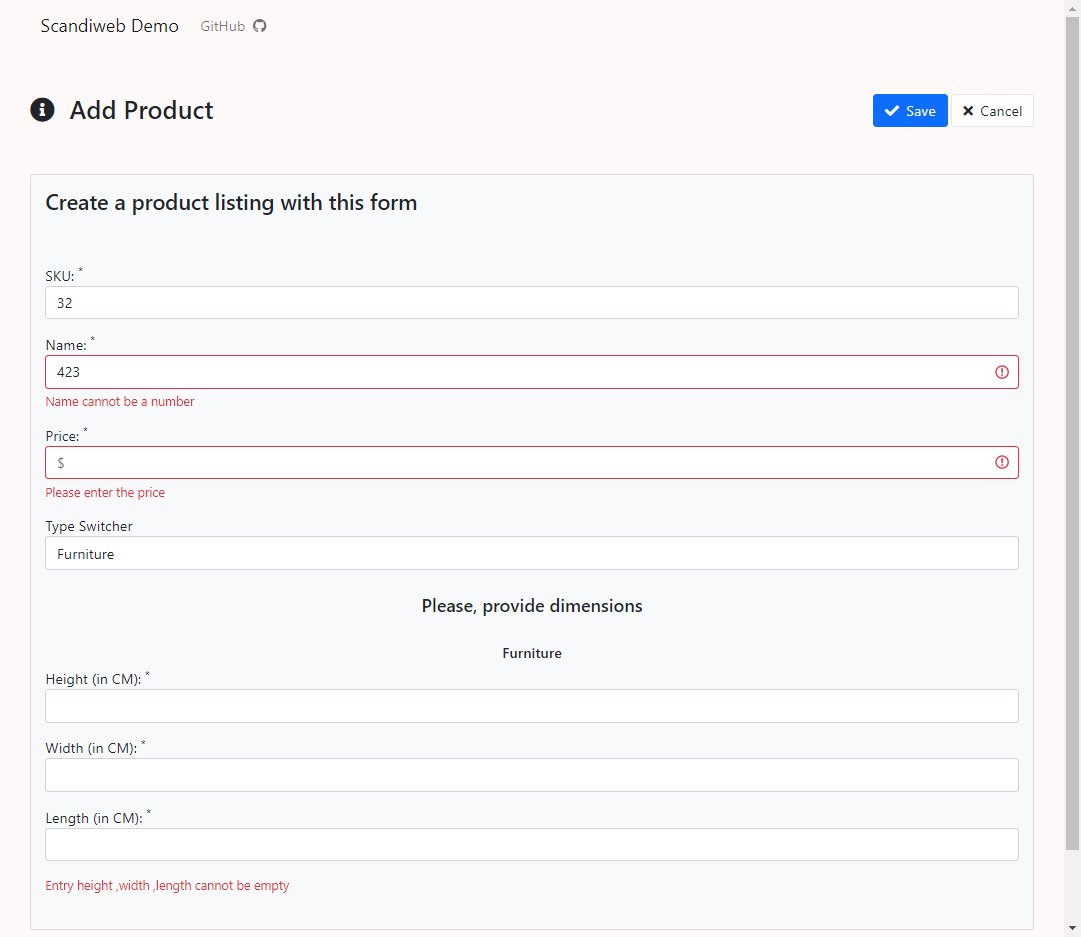 Scandiweb Demo GitHub
Add Product
Save Cancel
Create a product listing with this form
SKU: *
32
Name: *
423
Name cannot be a number
Price: *
$
Please enter the price
Type Switcher
Furniture
Please, provide dimensions
Furniture
Height (in CM): *
Width (in CM): *
Length (in CM): *
Entry height ,width ,length cannot be empty